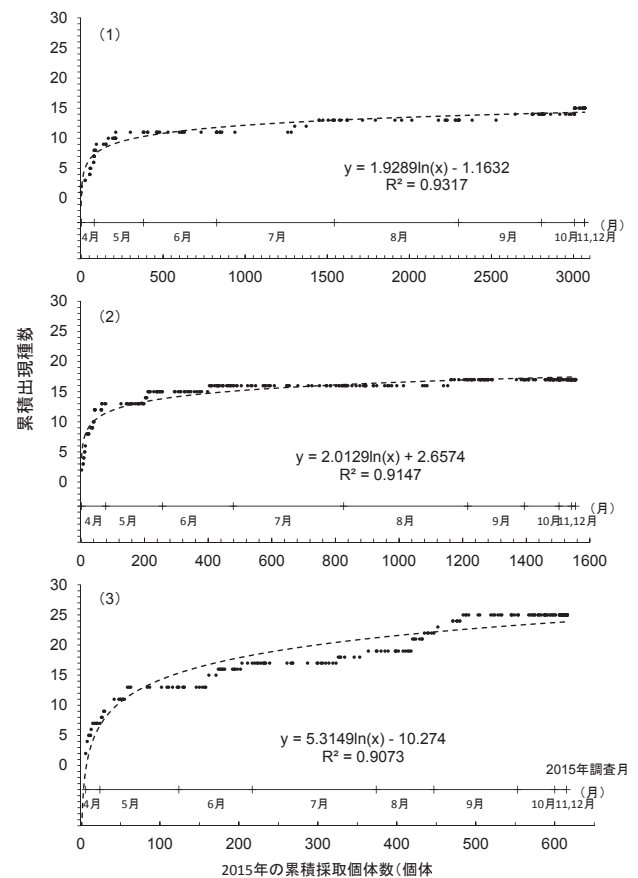 累積出現種数
30
(1)
25
20
15
10
5
0
y = 1.9289ln(x) - 1.1632
R² = 0.9317
(月)
4月 5月 6月 7月 8月 9月 10月 11,12月
0 500 1000 1500 2000 2500 3000
30
(2)
25
20
15
10
5
0
y = 2.0129ln(x) + 2.6574
R² = 0.9147
(月)
4月 5月 6月 7月 8月 9月 10月 11,12月
0 200 400 600 800 1000 1200 1400 1600
30
(3)
25
20
15
10
5
0
y = 5.3149ln(x) - 10.274
R² = 0.9073
2015年調査月
(月)
4月 5月 6月 7月 8月 9月 10月 11,12月
0 100 200 300 400 500 600
2015年の累積採取個体数(個体